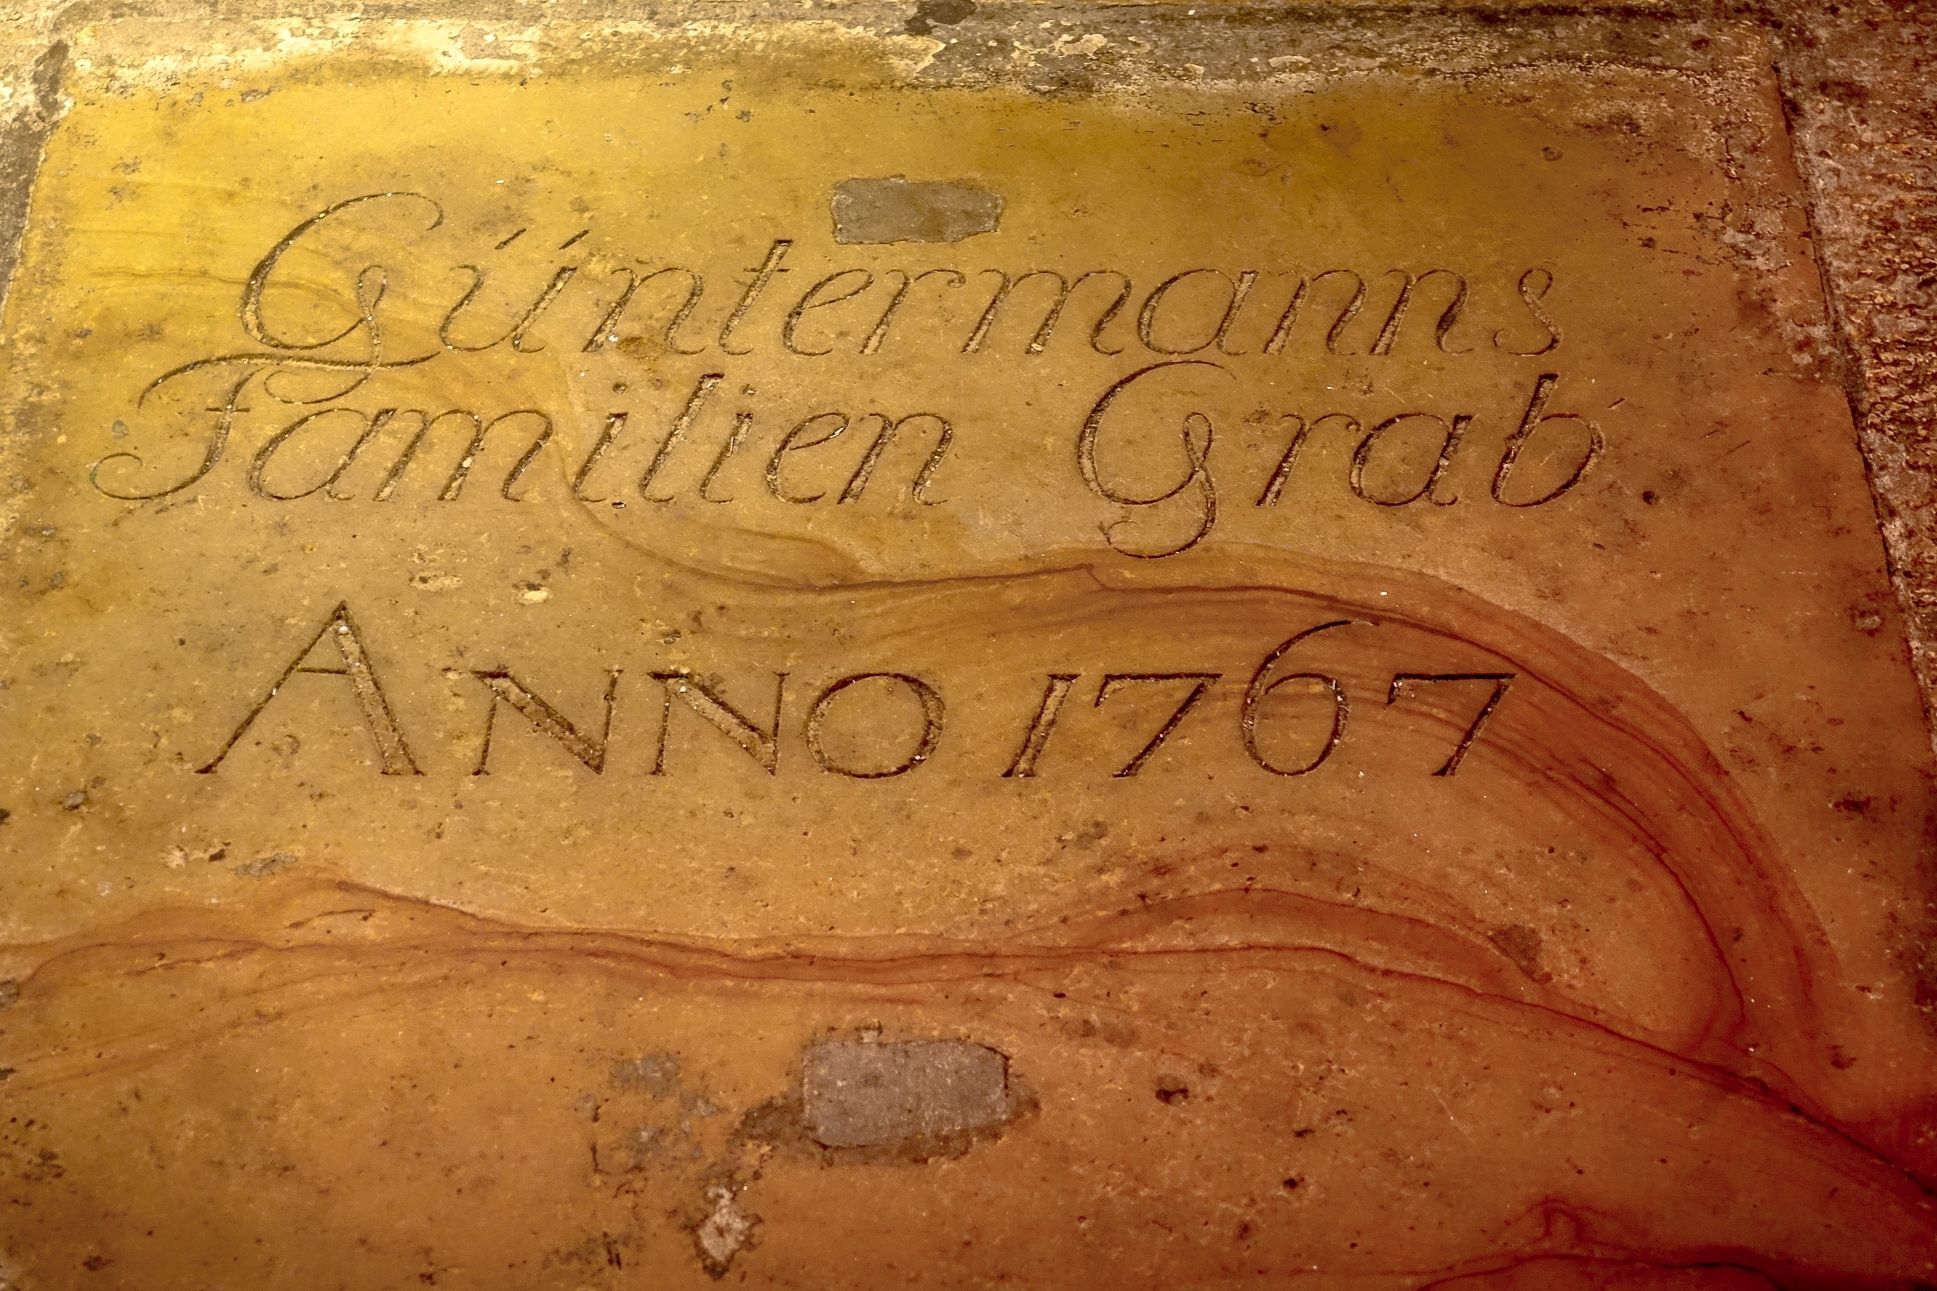 Güntermanns
Familien Grab.
ANNO 1767